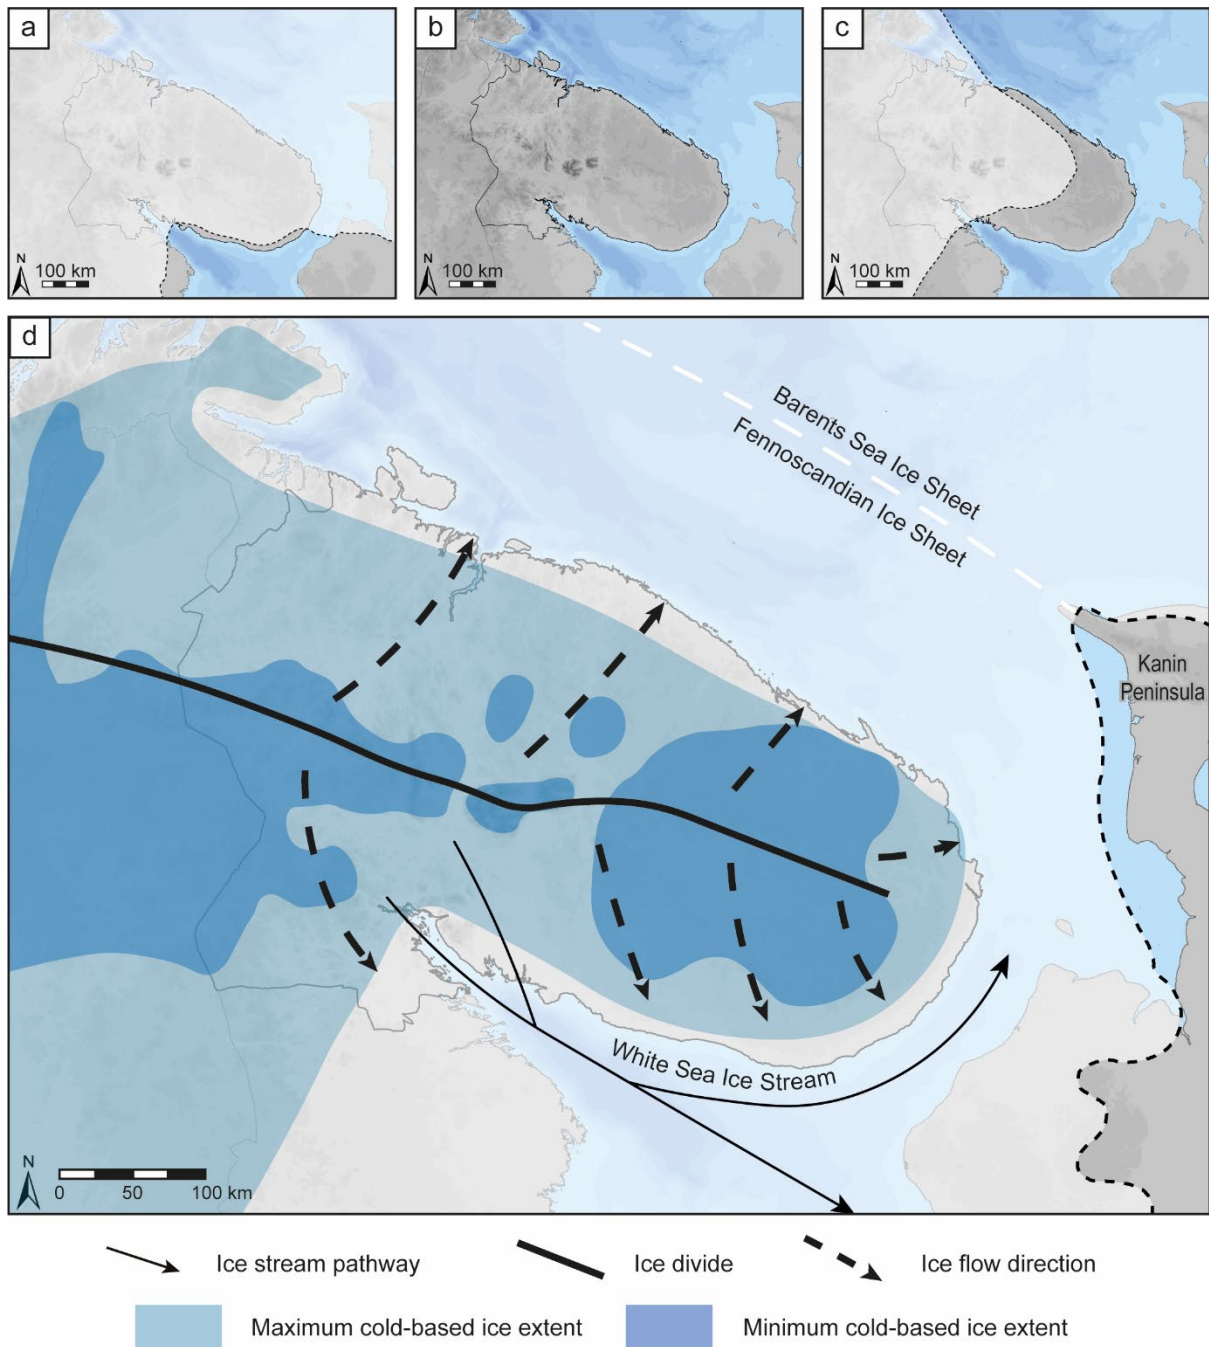 a
N
100 km
b
N
100 km
c
N
100 km
d
Barents Sea Ice Sheet
Fennoscandian Ice Sheet
Kanin
Peninsula
White Sea Ice Stream
N
0 50 100 km
Ice stream pathway
Ice divide
Ice flow direction
Maximum cold-based ice extent
Minimum cold-based ice extent